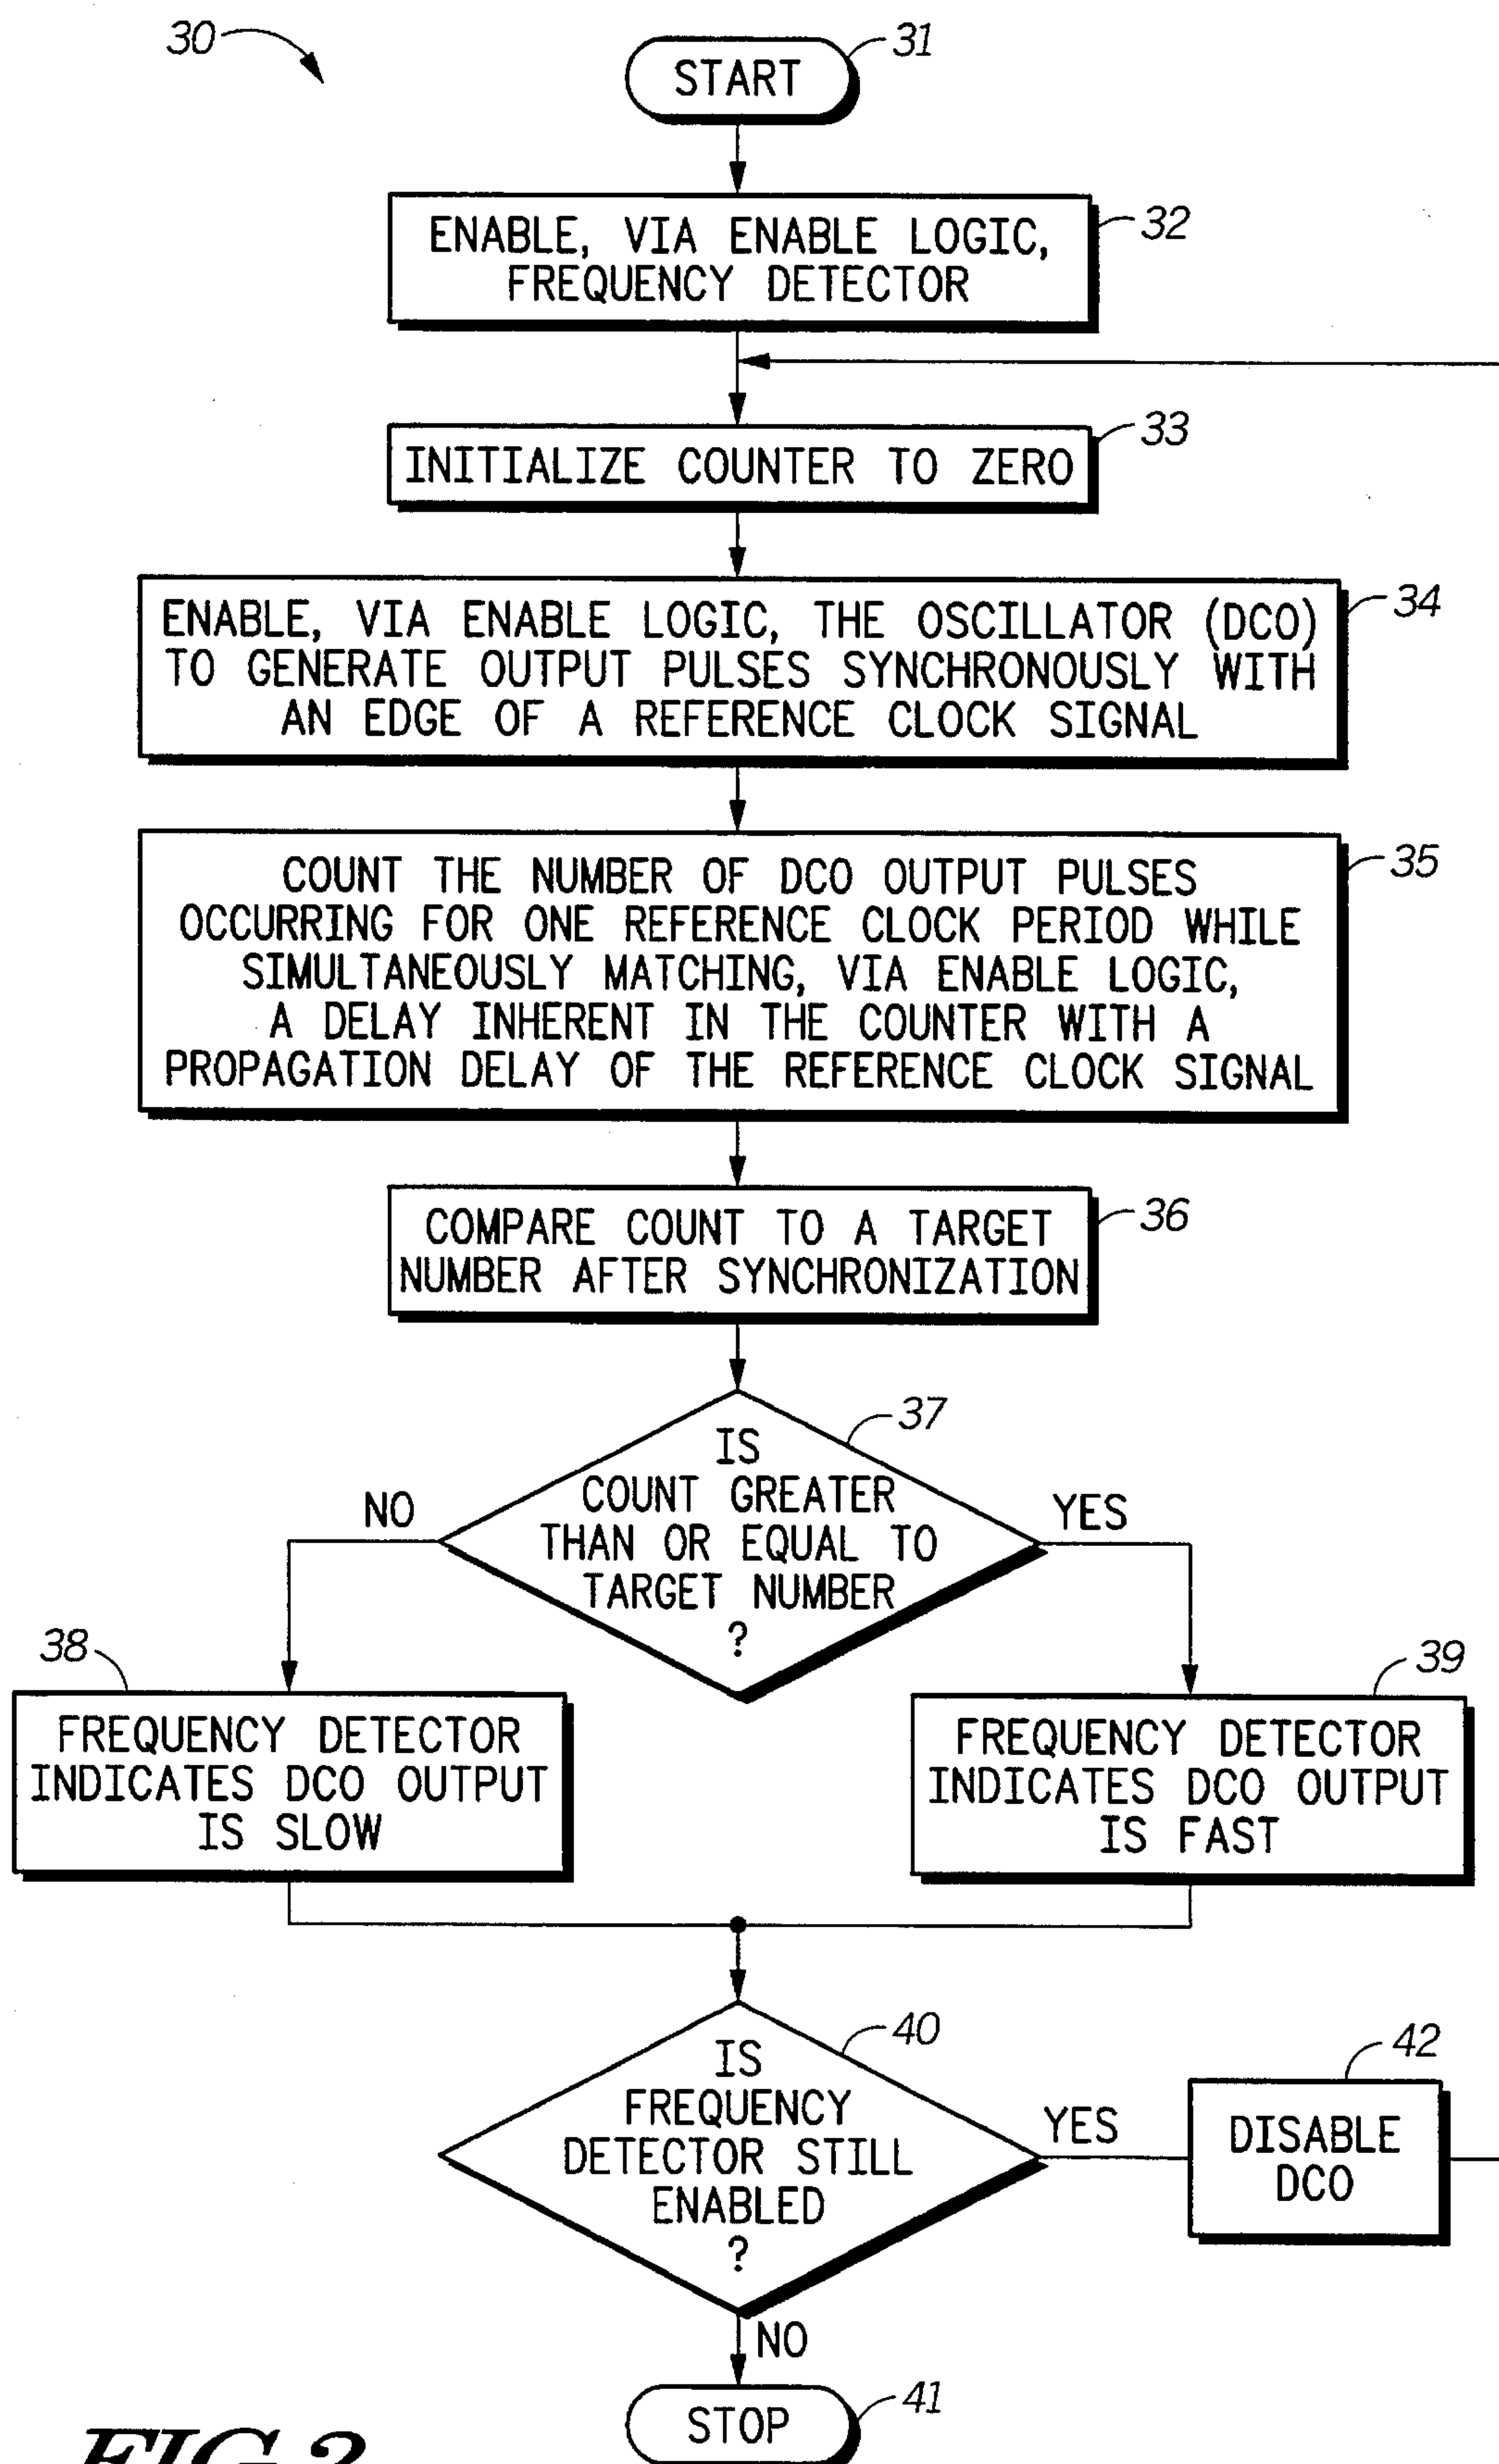 30
START
31
ENABLE, VIA ENABLE LOGIC,
FREQUENCY DETECTOR
32
INITIALIZE COUNTER TO ZERO
33
ENABLE, VIA ENABLE LOGIC, THE OSCILLATOR (DCO)
TO GENERATE OUTPUT PULSES SYNCHRONOUSLY WITH
AN EDGE OF A REFERENCE CLOCK SIGNAL
34
COUNT THE NUMBER OF DCO OUTPUT PULSES
OCCURRING FOR ONE REFERENCE CLOCK PERIOD WHILE
SIMULTANEOUSLY MATCHING, VIA ENABLE LOGIC,
A DELAY INHERENT IN THE COUNTER WITH A
PROPAGATION DELAY OF THE REFERENCE CLOCK SIGNAL
35
COMPARE COUNT TO A TARGET
NUMBER AFTER SYNCHRONIZATION
36
IS
COUNT GREATER
THAN OR EQUAL TO
TARGET NUMBER
?
37
NO
YES
38
FREQUENCY DETECTOR
INDICATES DCO OUTPUT
IS SLOW
39
FREQUENCY DETECTOR
INDICATES DCO OUTPUT
IS FAST
IS
FREQUENCY
DETECTOR STILL
ENABLED
?
40
YES
42
DISABLE
DCO
NO
STOP
41